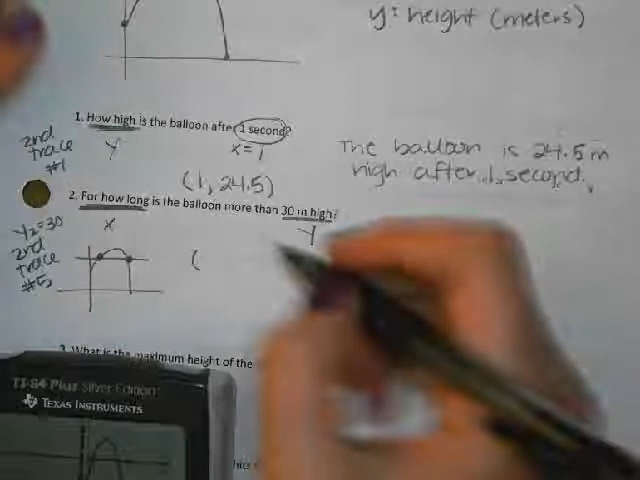 y: height (meters)
1. How high is the balloon after 1 second?
2nd
trace
#1
y
x=1
The balloon is 24.5m
high after 1 second.
(1, 24.5)
2. For how long is the balloon more than 30 m high?
y2=30
2nd
trace
#5
x
y
(
3. What is the maximum height of the
TI-84 Plus Silver Edition
TEXAS INSTRUMENTS